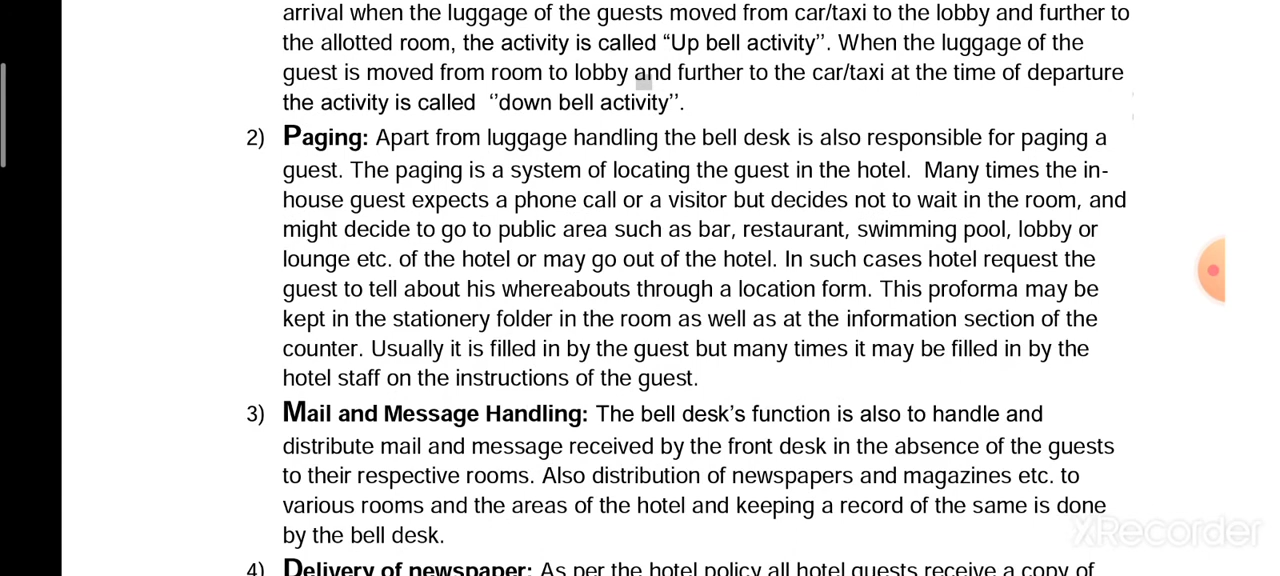 arrival when the luggage of the guests moved from car/taxi to the lobby and further to
the allotted room, the activity is called “Up bell activity’’. When the luggage of the
guest is moved from room to lobby and further to the car/taxi at the time of departure
the activity is called ‘’down bell activity’’.
2) Paging: Apart from luggage handling the bell desk is also responsible for paging a
guest. The paging is a system of locating the guest in the hotel. Many times the in-
house guest expects a phone call or a visitor but decides not to wait in the room, and
might decide to go to public area such as bar, restaurant, swimming pool, lobby or
lounge etc. of the hotel or may go out of the hotel. In such cases hotel request the
guest to tell about his whereabouts through a location form. This proforma may be
kept in the stationery folder in the room as well as at the information section of the
counter. Usually it is filled in by the guest but many times it may be filled in by the
hotel staff on the instructions of the guest.
3) Mail and Message Handling: The bell desk’s function is also to handle and
distribute mail and message received by the front desk in the absence of the guests
to their respective rooms. Also distribution of newspapers and magazines etc. to
various rooms and the areas of the hotel and keeping a record of the same is done
by the bell desk.
XRecorder
4) Delivery of newspaper: As per the hotel policy all hotel guests receive a copy of